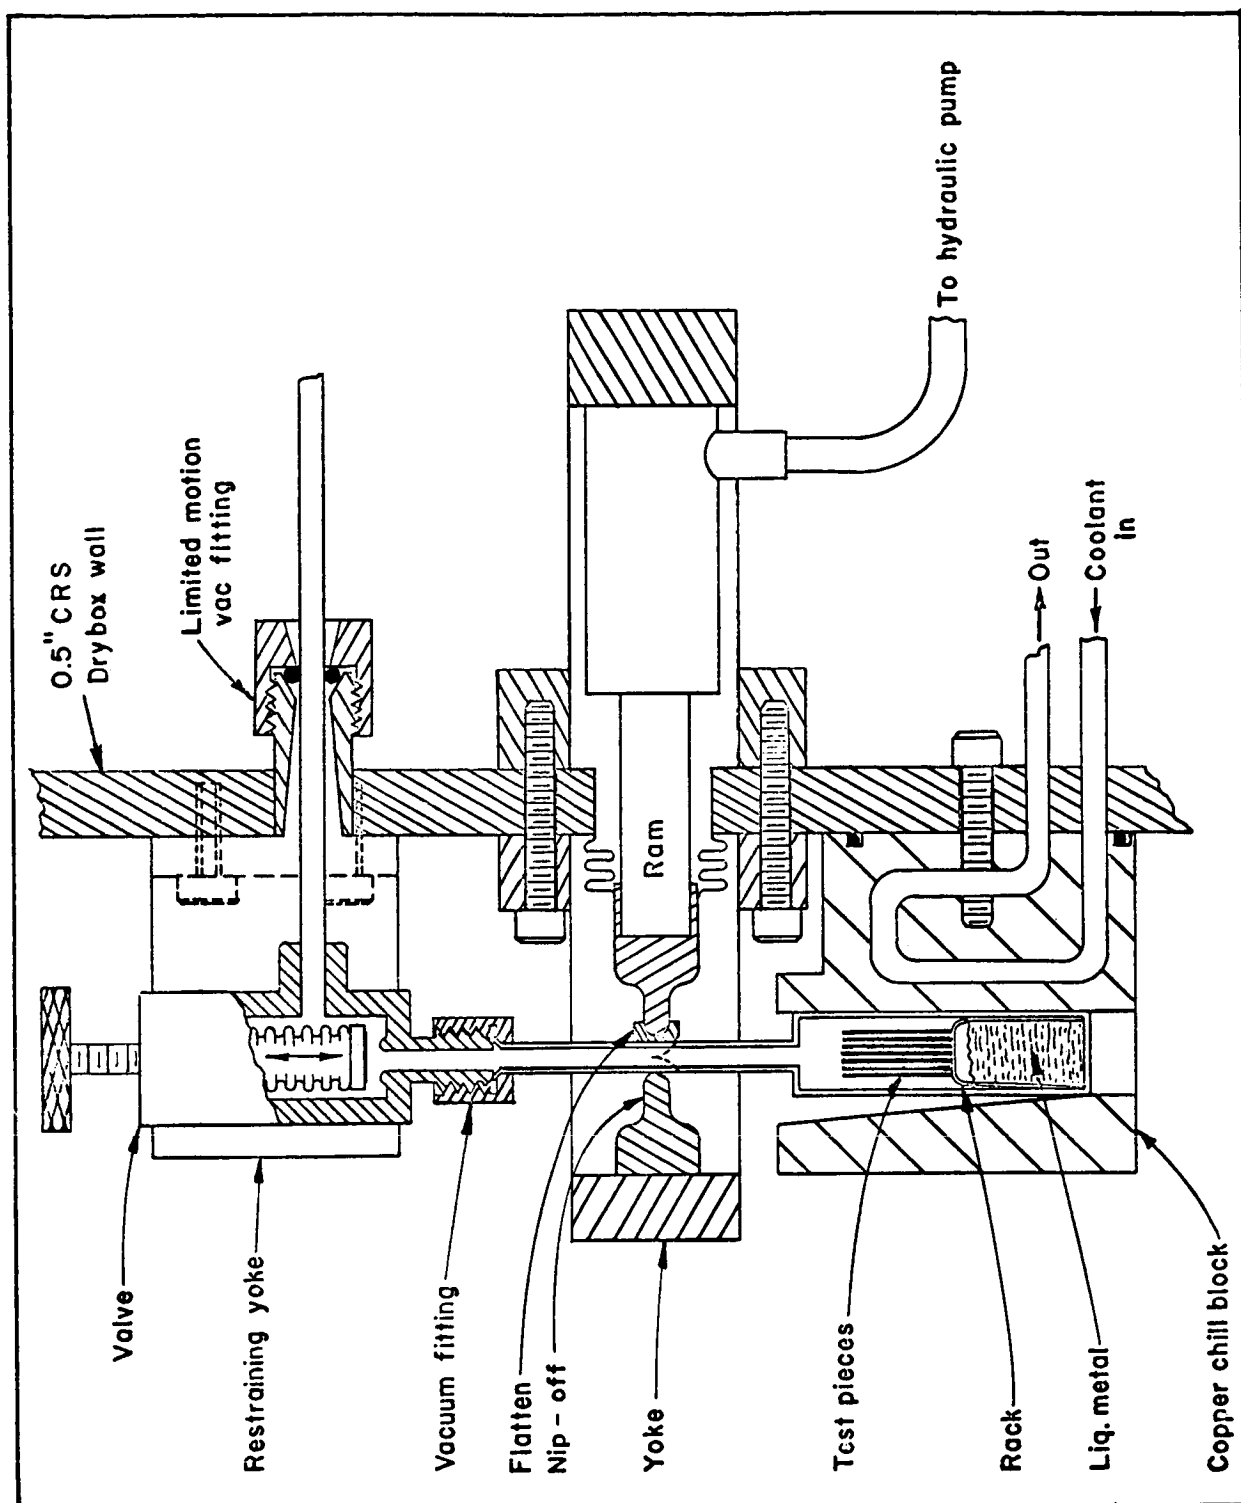 Valve
Restraining yoke
Vacuum fitting
Flatten
Nip-off
Yoke
Test pieces
Rack
Liq. metal
Copper chill block
0.5" CRS
Drybox wall
Limited motion
vac fitting
Ram
To hydraulic pump
Out
Coolant
in